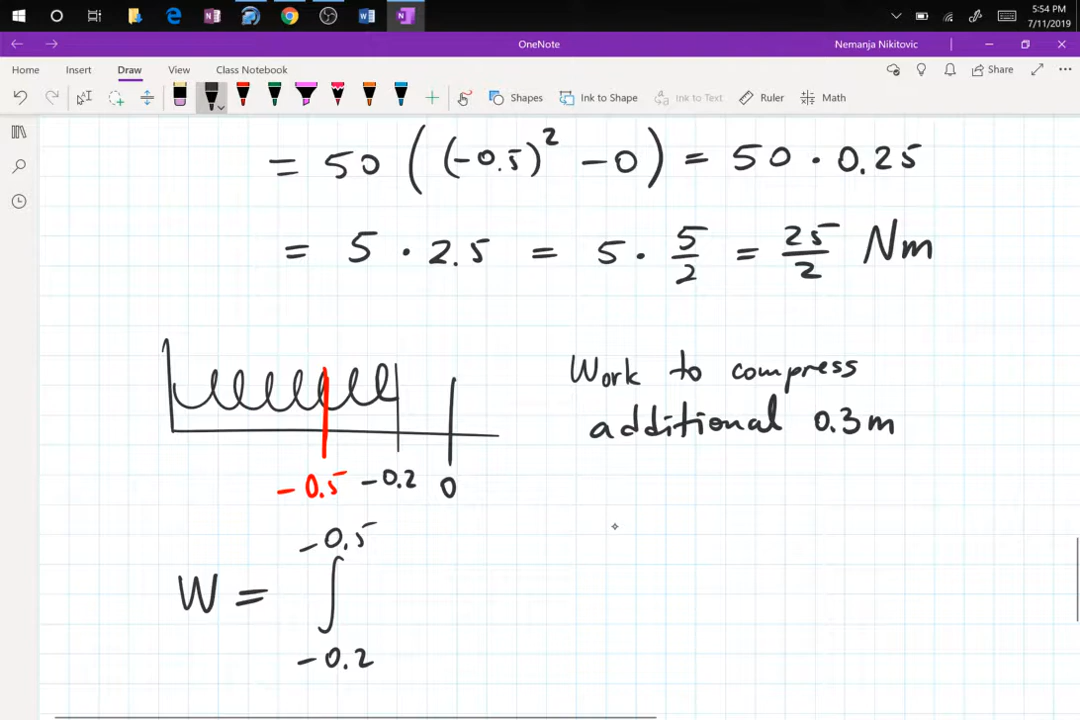 5:54 PM
7/11/2019
OneNote
Nemanja Nikitovic
Home Insert Draw View Class Notebook Share
Shapes Ink to Shape Ink to Text Ruler Math
= 50 ((-0.5)² - 0) = 50 · 0.25
= 5 · 2.5 = 5 · 5/2 = 25/2 Nm
Work to compress
additional 0.3m
-0.5 -0.2 0
-0.5
W = ∫
-0.2